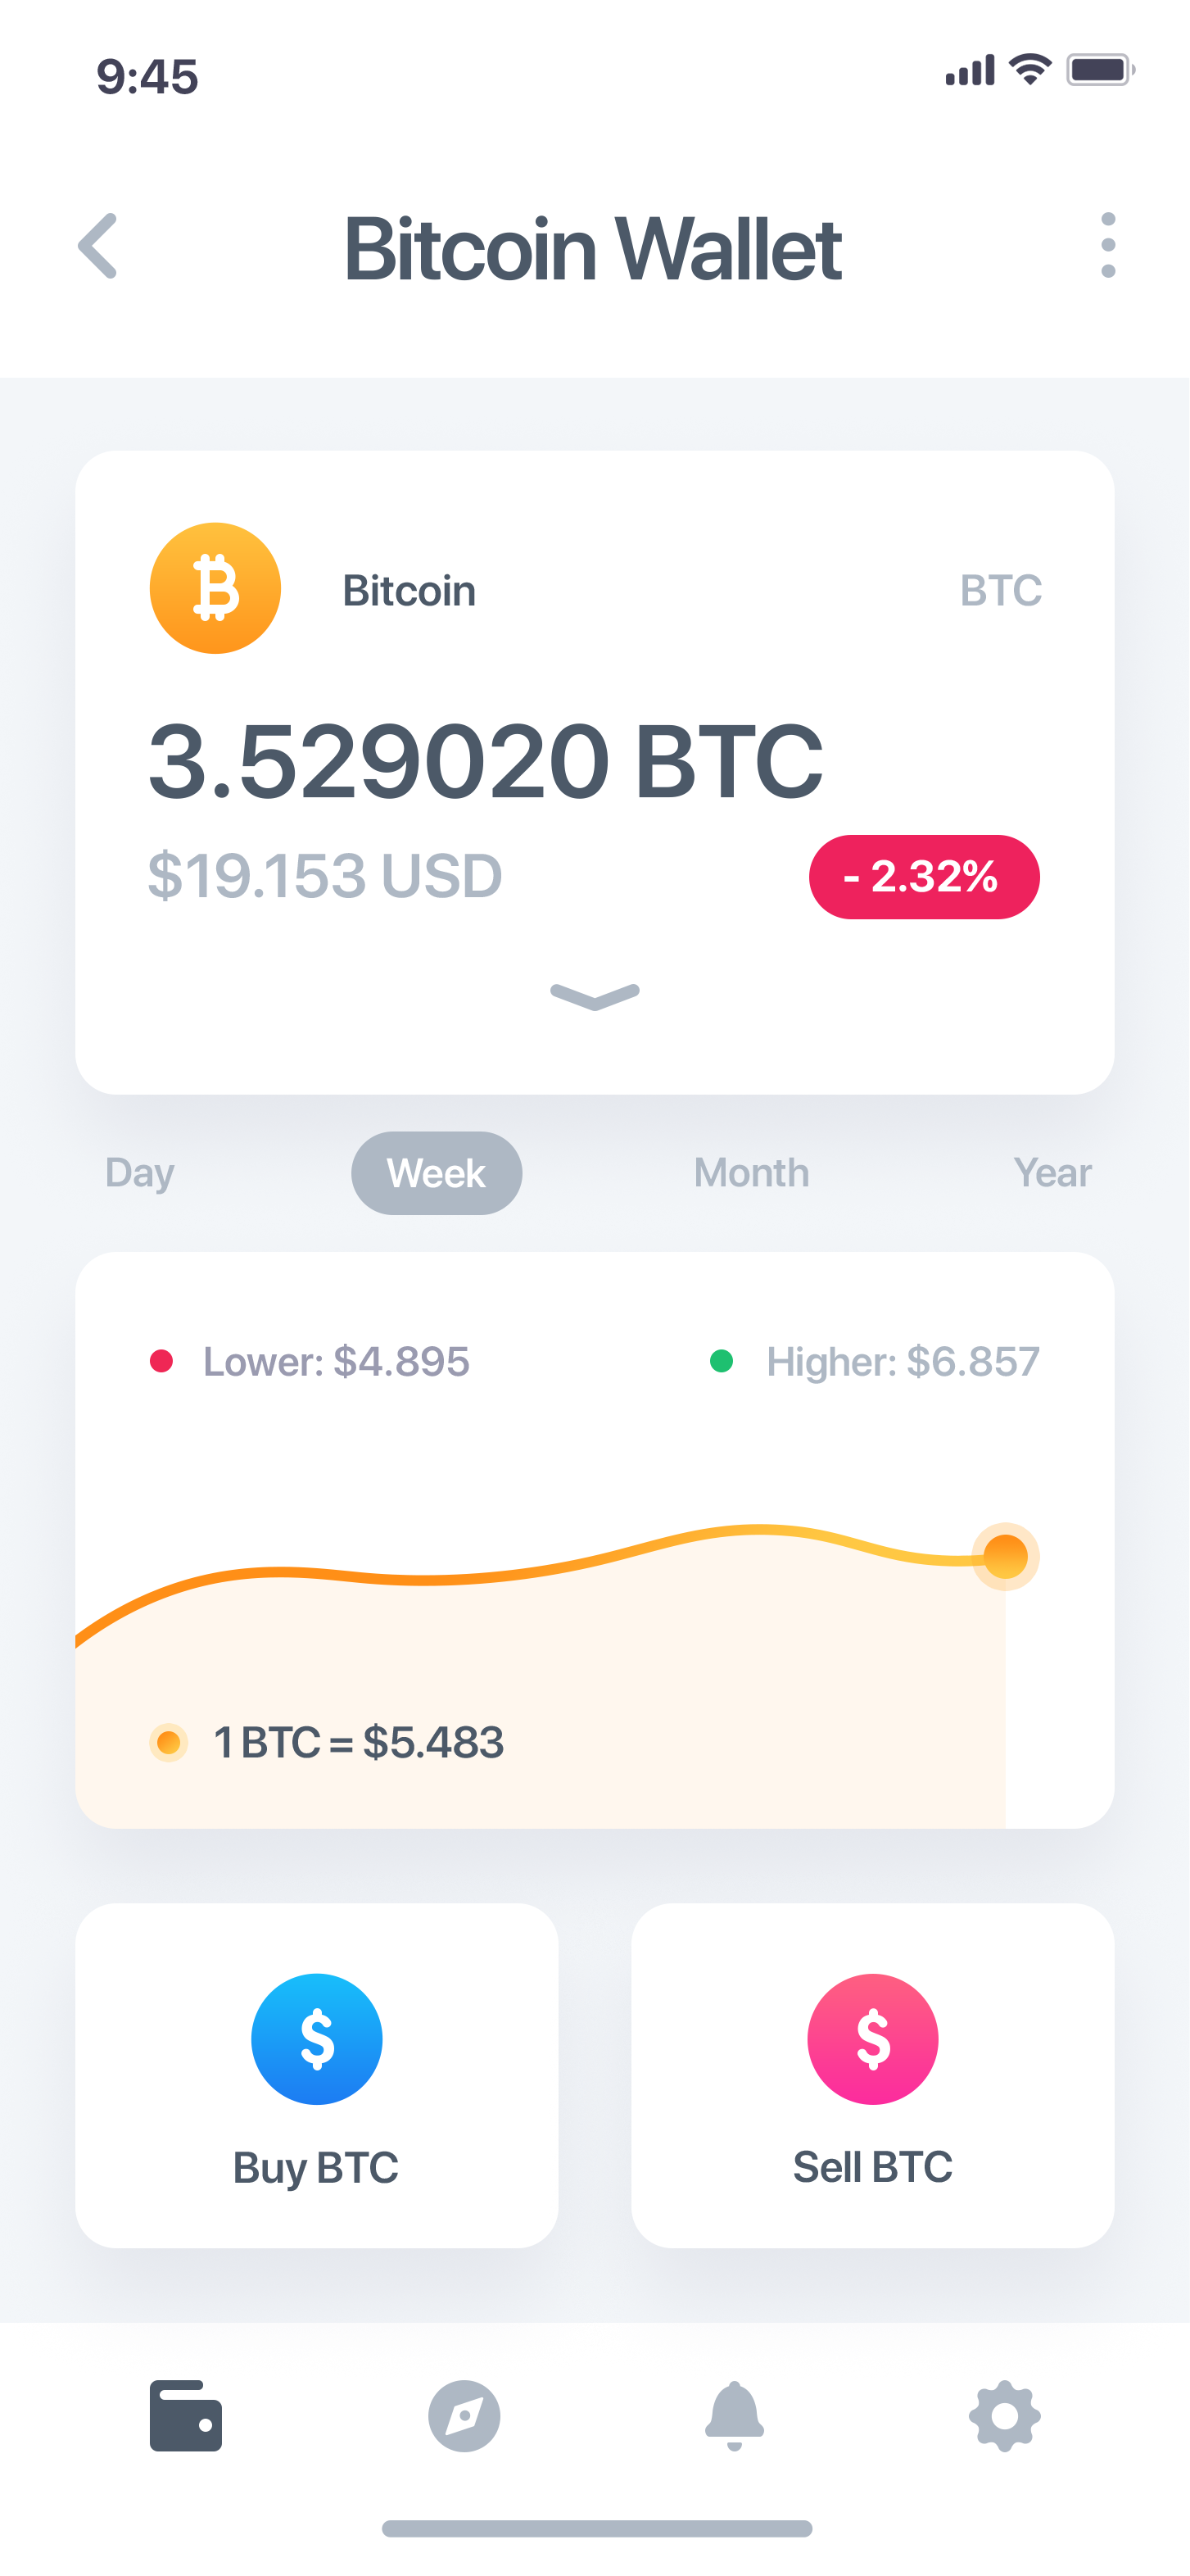 9:45
Bitcoin Wallet
Bitcoin
BTC
3.529020 BTC
$19.153 USD
- 2.32%
Day
Week
Month
Year
Lower: $4.895
Higher: $6.857
1 BTC = $5.483
Buy BTC
Sell BTC